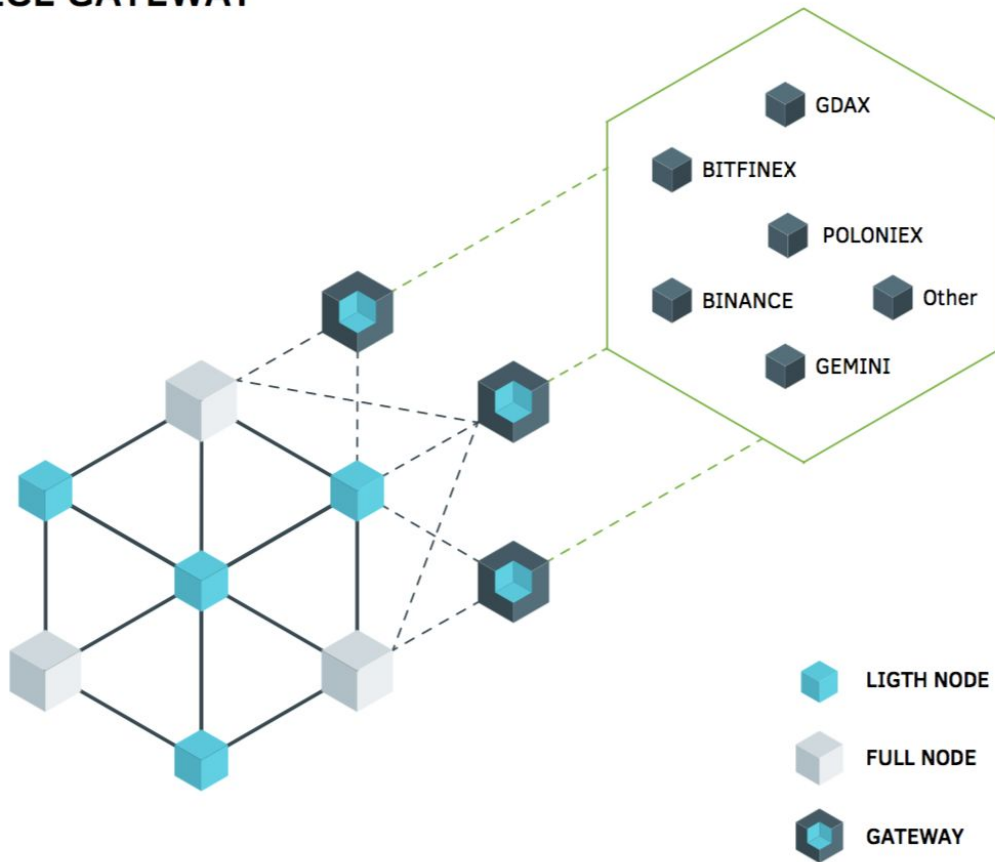 GATEWAY
GDAX
BITFINEX
POLONIEX
BINANCE
Other
GEMINI
LIGTH NODE
FULL NODE
GATEWAY